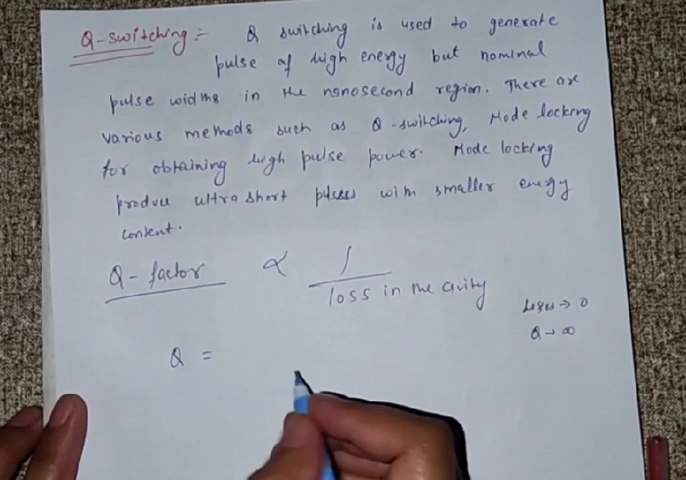 Q-switching :- Q switching is used to generate
pulse of high energy but nominal
pulse widths in the nanosecond region. There are
various methods such as Q-switching, Mode locking
for obtaining high pulse power. Mode locking
produce ultra short pulses with smaller energy
content.
Q-factor ∝ 1
loss in the cavity
Losses → 0
Q → ∞
Q =